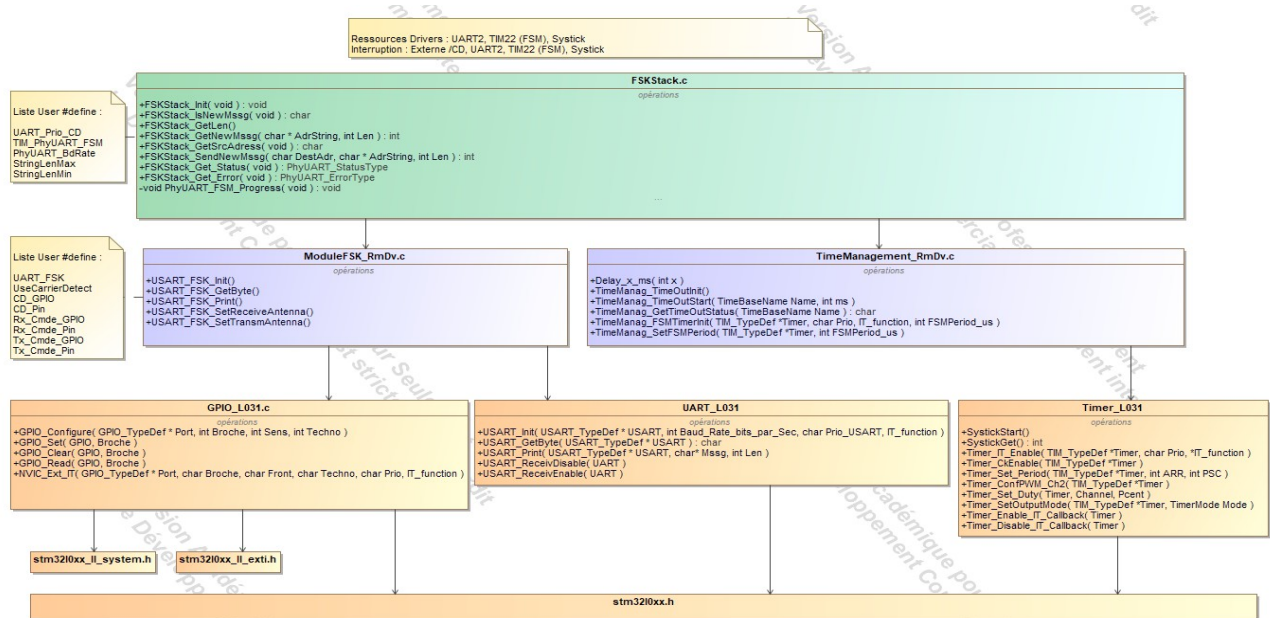 Ressources Drivers : UART2, TIM22 (FSM), Systick
Interruption : Externe /CD, UART2, TIM22 (FSM), Systick
Liste User #define :
UART_Prio_CD
TIM_PhyUART_FSM
PhyUART_BdRate
StringLenMax
StringLenMin
FSKStack.c
opérations
+FSKStack_Init( void ) : void
+FSKStack_IsNewMssg( void ) : char
+FSKStack_GetLen()
+FSKStack_GetNewMssg( char * AdrString, int Len ) : int
+FSKStack_GetSrcAdress( void ) : char
+FSKStack_SendNewMssg( char DestAdr, char * AdrString, int Len ) : int
+FSKStack_Get_Status( void ) : PhyUART_StatusType
+FSKStack_Get_Error( void ) : PhyUART_ErrorType
-void PhyUART_FSM_Progress( void ) : void
...
Liste User #define :
UART_FSK
UseCarrierDetect
CD_GPIO
CD_Pin
Rx_Cmde_GPIO
Rx_Cmde_Pin
Tx_Cmde_GPIO
Tx_Cmde_Pin
ModuleFSK_RmDv.c
opérations
+USART_FSK_Init()
+USART_FSK_GetByte()
+USART_FSK_Print()
+USART_FSK_SetReceiveAntenna()
+USART_FSK_SetTransmAntenna()
TimeManagement_RmDv.c
opérations
+Delay_x_ms( int x )
+TimeManag_TimeOutInit()
+TimeManag_TimeOutStart( TimeBaseName Name, int ms )
+TimeManag_GetTimeOutStatus( TimeBaseName Name ) : char
+TimeManag_FSMTimerInit( TIM_TypeDef *Timer, char Prio, IT_function, int FSMPeriod_us )
+TimeManag_SetFSMPeriod( TIM_TypeDef *Timer, int FSMPeriod_us )
GPIO_L031.c
opérations
+GPIO_Configure( GPIO_TypeDef * Port, int Broche, int Sens, int Techno )
+GPIO_Set( GPIO, Broche )
+GPIO_Clear( GPIO, Broche )
+GPIO_Read( GPIO, Broche )
+NVIC_Ext_IT( GPIO_TypeDef * Port, char Broche, char Front, char Techno, char Prio, IT_function )
UART_L031
opérations
+USART_Init( USART_TypeDef * USART, int Baud_Rate_bits_par_Sec, char Prio_USART, IT_function )
+USART_GetByte( USART_TypeDef * USART ) : char
+USART_Print( USART_TypeDef * USART, char* Mssg, int Len )
+USART_ReceivDisable( UART )
+USART_ReceivEnable( UART )
Timer_L031
opérations
+SystickStart()
+SystickGet() : int
+Timer_IT_Enable( TIM_TypeDef *Timer, char Prio, *IT_function )
+Timer_CkEnable( TIM_TypeDef *Timer )
+Timer_Set_Period( TIM_TypeDef *Timer, int ARR, int PSC )
+Timer_ConfPWM_Ch2( TIM_TypeDef *Timer )
+Timer_Set_Duty( Timer, Channel, Pcent )
+Timer_SetOutputMode( TIM_TypeDef *Timer, TimerMode Mode )
+Timer_Enable_IT_Callback( Timer )
+Timer_Disable_IT_Callback( Timer )
stm32l0xx_ll_system.h
stm32l0xx_ll_exti.h
stm32l0xx.h